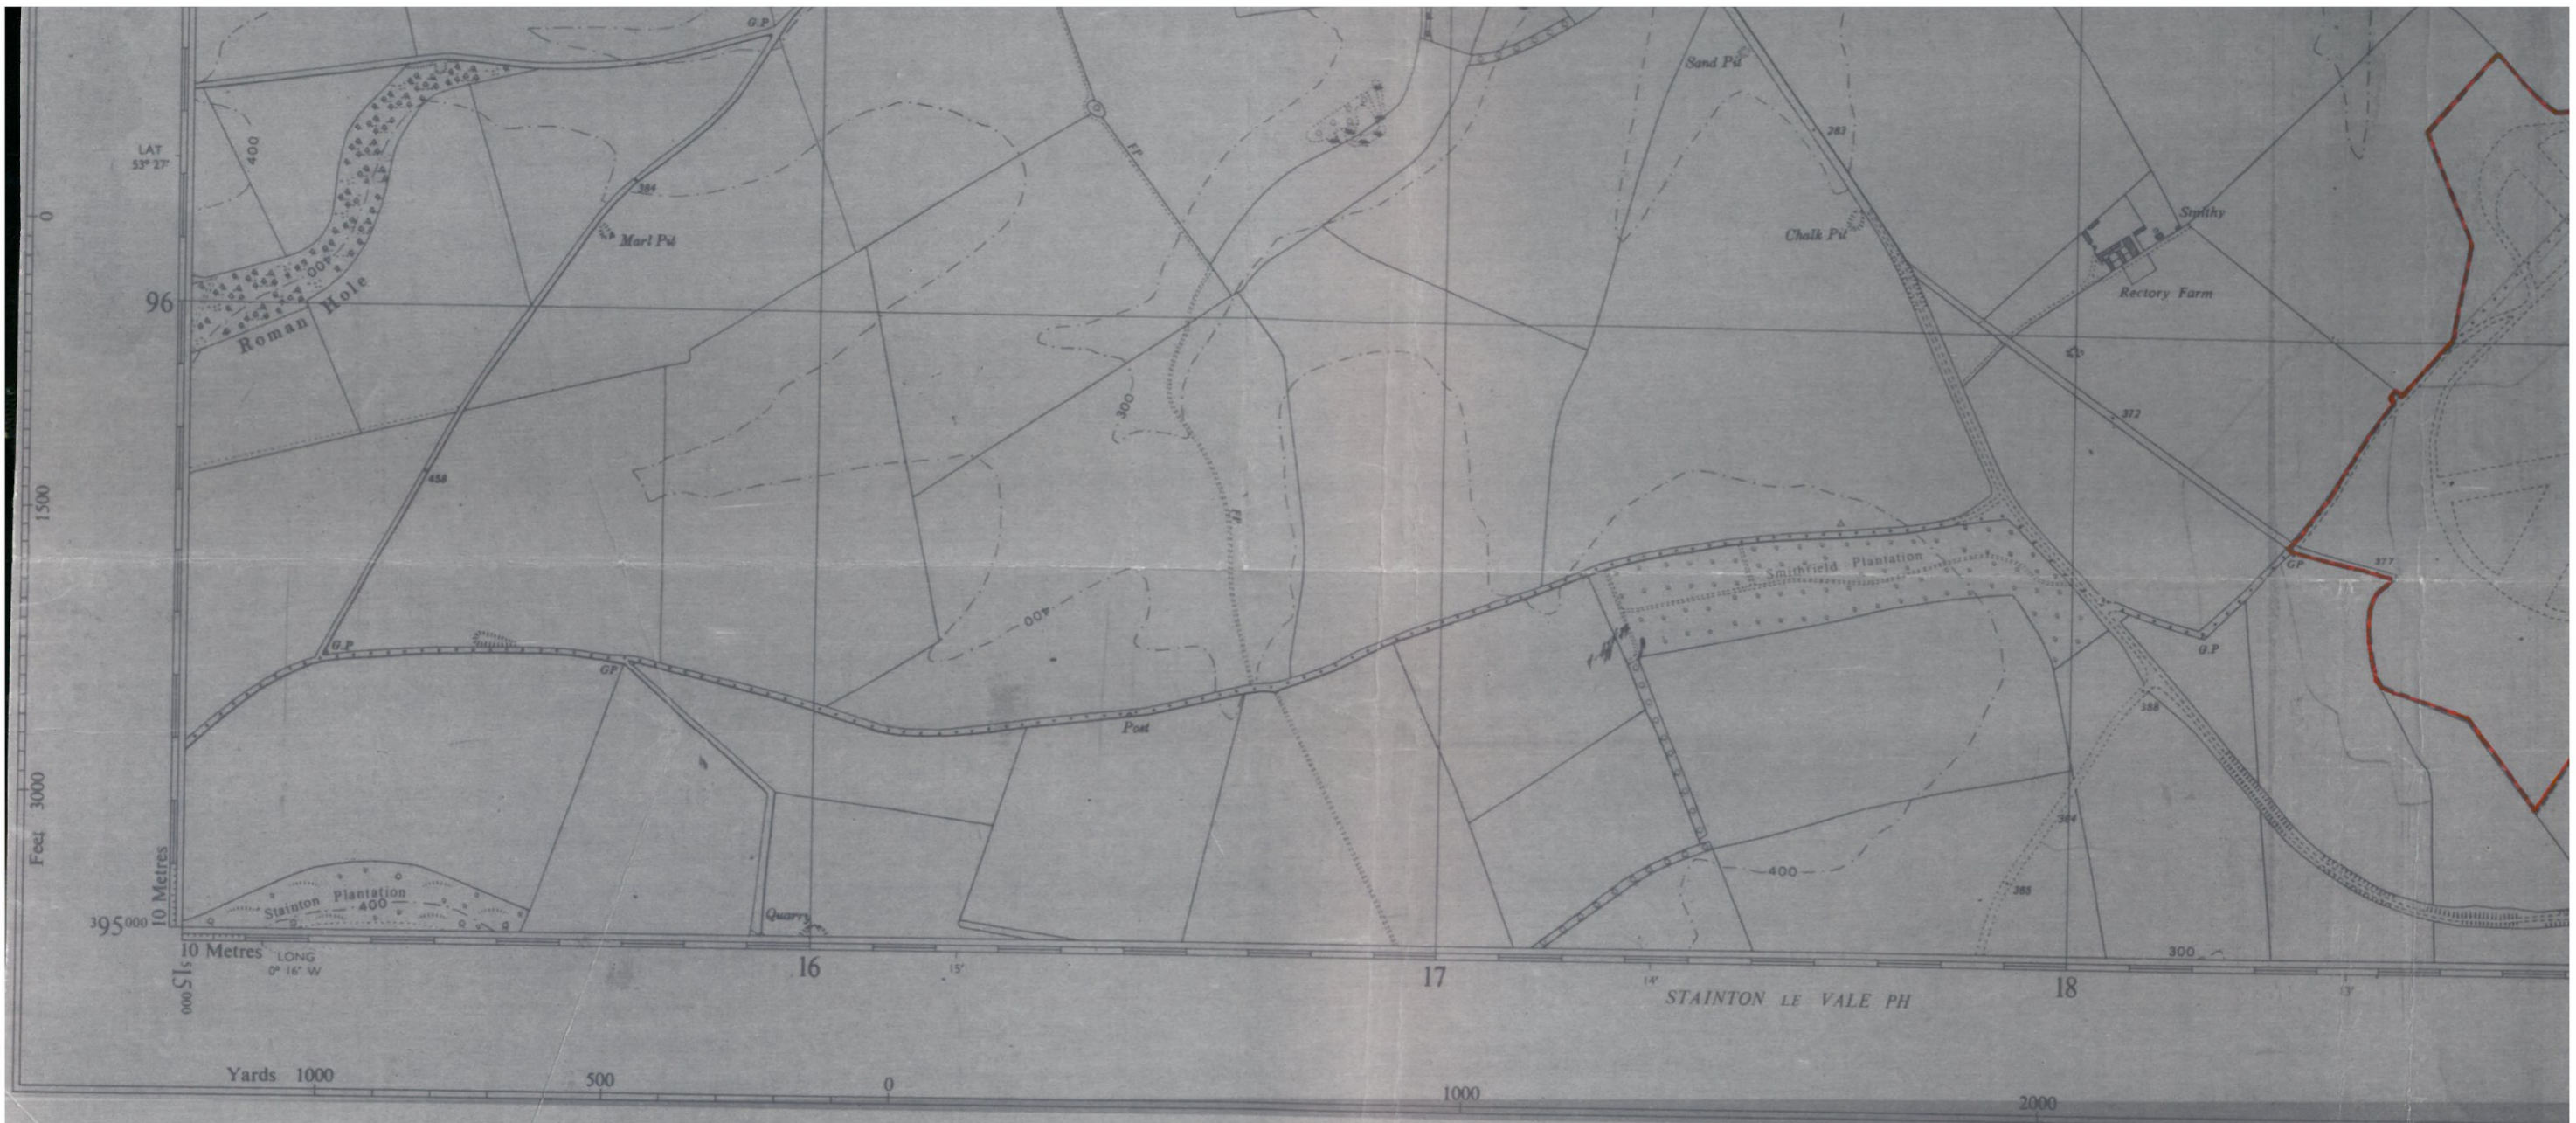 G.P
Sand Pit
283
LAT
53° 27'
400
FP
384
Marl Pit
Chalk Pit
Smithy
Rectory Farm
0
96
400
Roman Hole
300
372
458
FP
1500
Smithfield Plantation
GP
377
400
G.P
GP
G.P
Post
388
3000
Feet
384
400
365
10 Metres
Stainton Plantation
400
Quarry
395000
300
10 Metres
LONG
0° 16' W
515000
16
15'
17
14'
18
13'
STAINTON LE VALE PH
Yards 1000
500
0
1000
2000